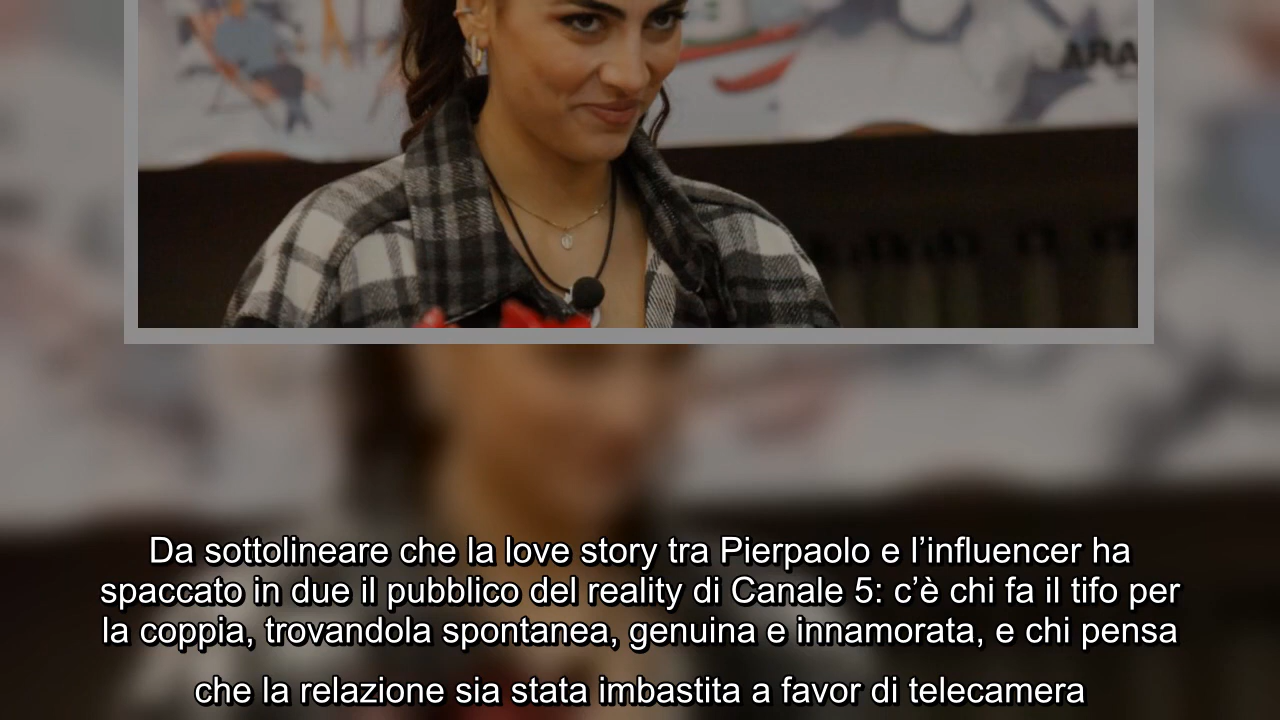 ARA
Da sottolineare che la love story tra Pierpaolo e l’influencer ha
spaccato in due il pubblico del reality di Canale 5: c’è chi fa il tifo per
la coppia, trovandola spontanea, genuina e innamorata, e chi pensa
che la relazione sia stata imbastita a favor di telecamera